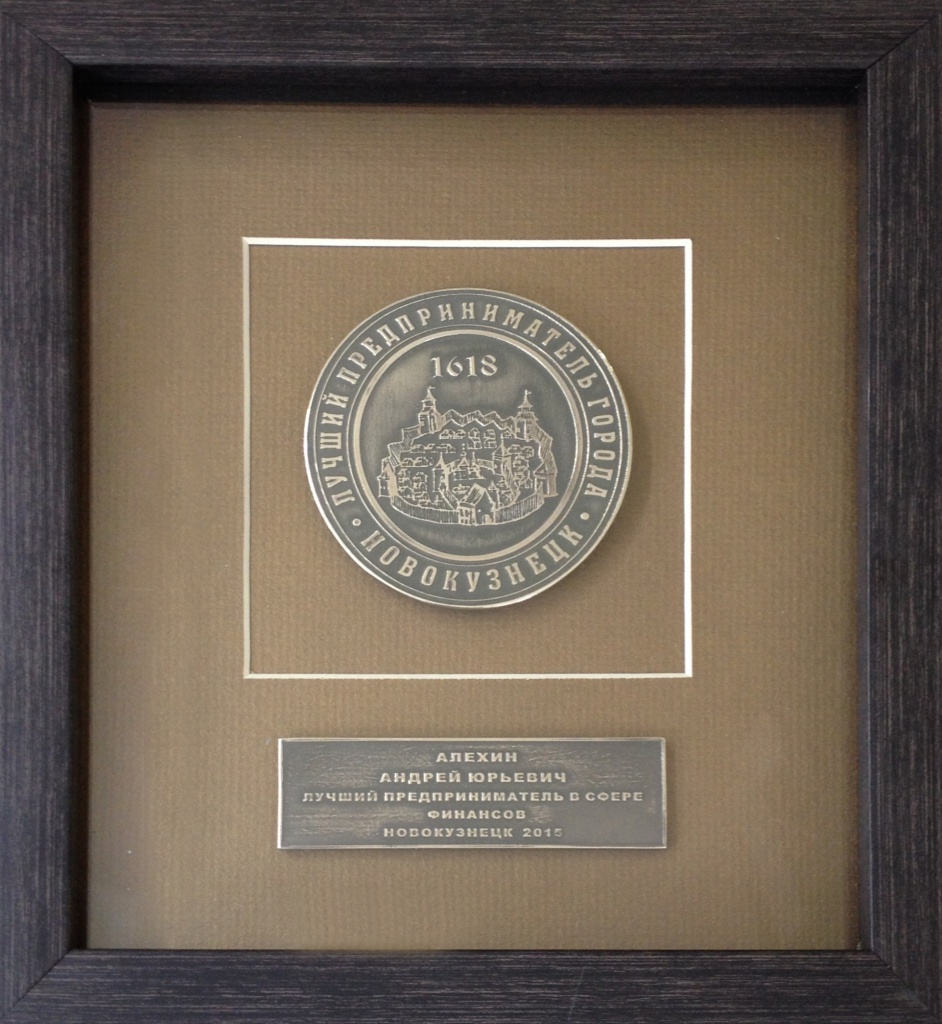 ЛУЧШИЙ ПРЕДПРИНИМАТЕЛЬ ГОРОДА
1618
• НОВОКУЗНЕЦК •
АЛЕХИН
АНДРЕЙ ЮРЬЕВИЧ
ЛУЧШИЙ ПРЕДПРИНИМАТЕЛЬ В СФЕРЕ
ФИНАНСОВ
НОВОКУЗНЕЦК 2015